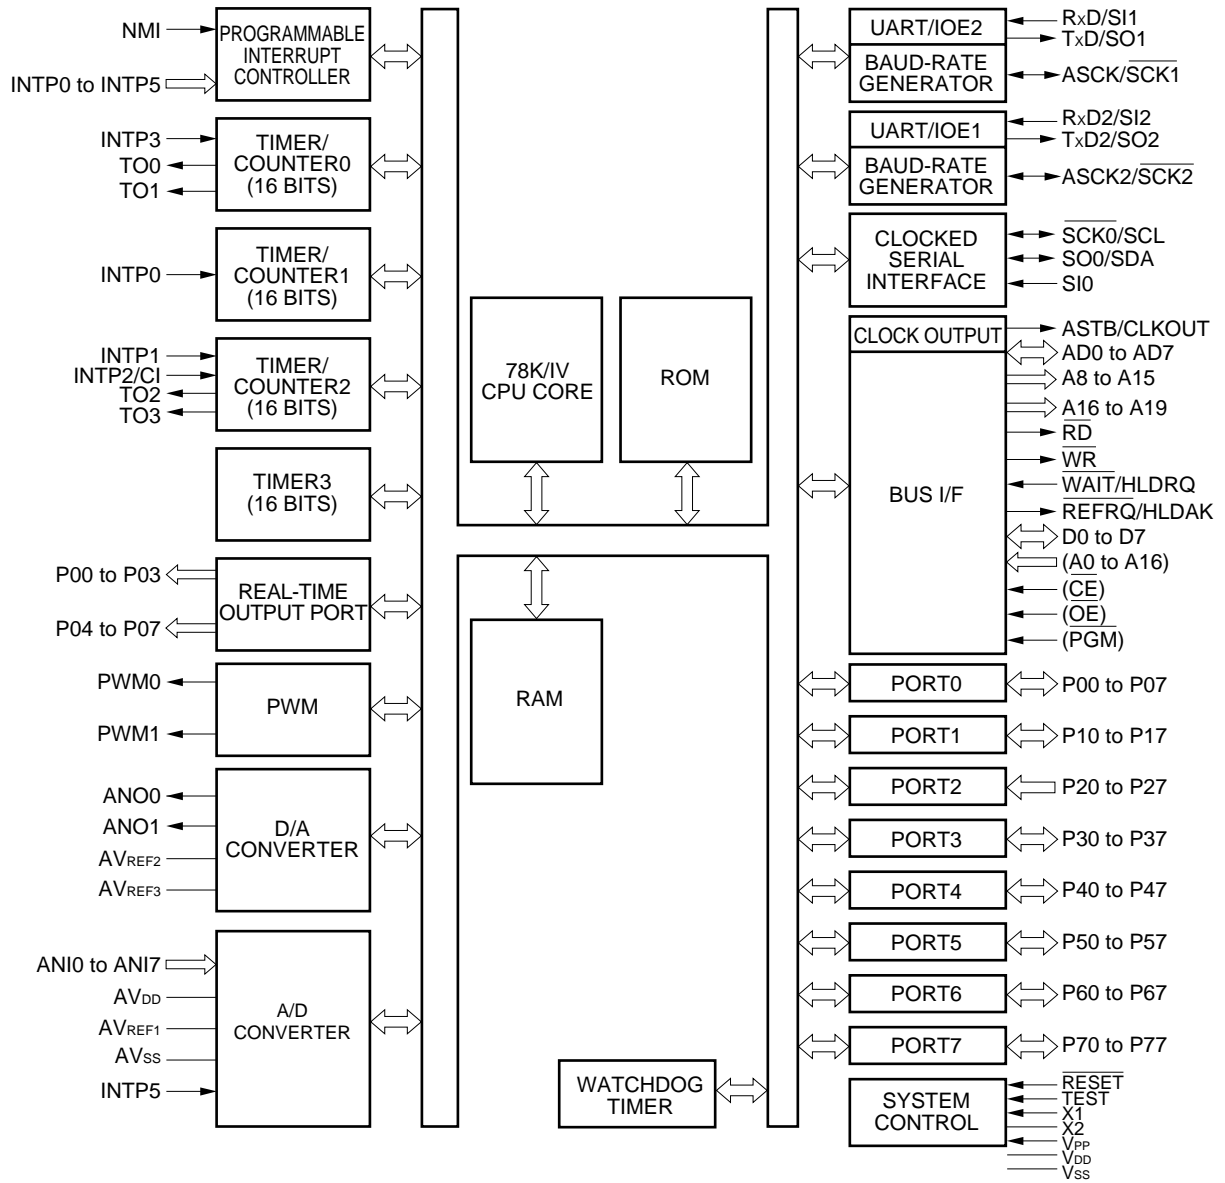 NMI
INTP0 to INTP5
PROGRAMMABLE
INTERRUPT
CONTROLLER
INTP3
TO0
TO1
TIMER/
COUNTER0
(16 BITS)
INTP0
TIMER/
COUNTER1
(16 BITS)
INTP1
INTP2/CI
TO2
TO3
TIMER/
COUNTER2
(16 BITS)
TIMER3
(16 BITS)
P00 to P03
P04 to P07
REAL-TIME
OUTPUT PORT
PWM0
PWM1
PWM
ANO0
ANO1
AVREF2
AVREF3
D/A
CONVERTER
ANI0 to ANI7
AVDD
AVREF1
AVSS
INTP5
A/D
CONVERTER
78K/IV
CPU CORE
ROM
RAM
WATCHDOG
TIMER
UART/IOE2
BAUD-RATE
GENERATOR
RxD/SI1
TxD/SO1
ASCK/SCK1
UART/IOE1
BAUD-RATE
GENERATOR
RxD2/SI2
TxD2/SO2
ASCK2/SCK2
CLOCKED
SERIAL
INTERFACE
SCK0/SCL
SO0/SDA
SI0
CLOCK OUTPUT
BUS I/F
ASTB/CLKOUT
AD0 to AD7
A8 to A15
A16 to A19
RD
WR
WAIT/HLDRQ
REFRQ/HLDAK
D0 to D7
(A0 to A16)
(CE)
(OE)
(PGM)
PORT0
P00 to P07
PORT1
P10 to P17
PORT2
P20 to P27
PORT3
P30 to P37
PORT4
P40 to P47
PORT5
P50 to P57
PORT6
P60 to P67
PORT7
P70 to P77
SYSTEM
CONTROL
RESET
TEST
X1
X2
VPP
VDD
VSS